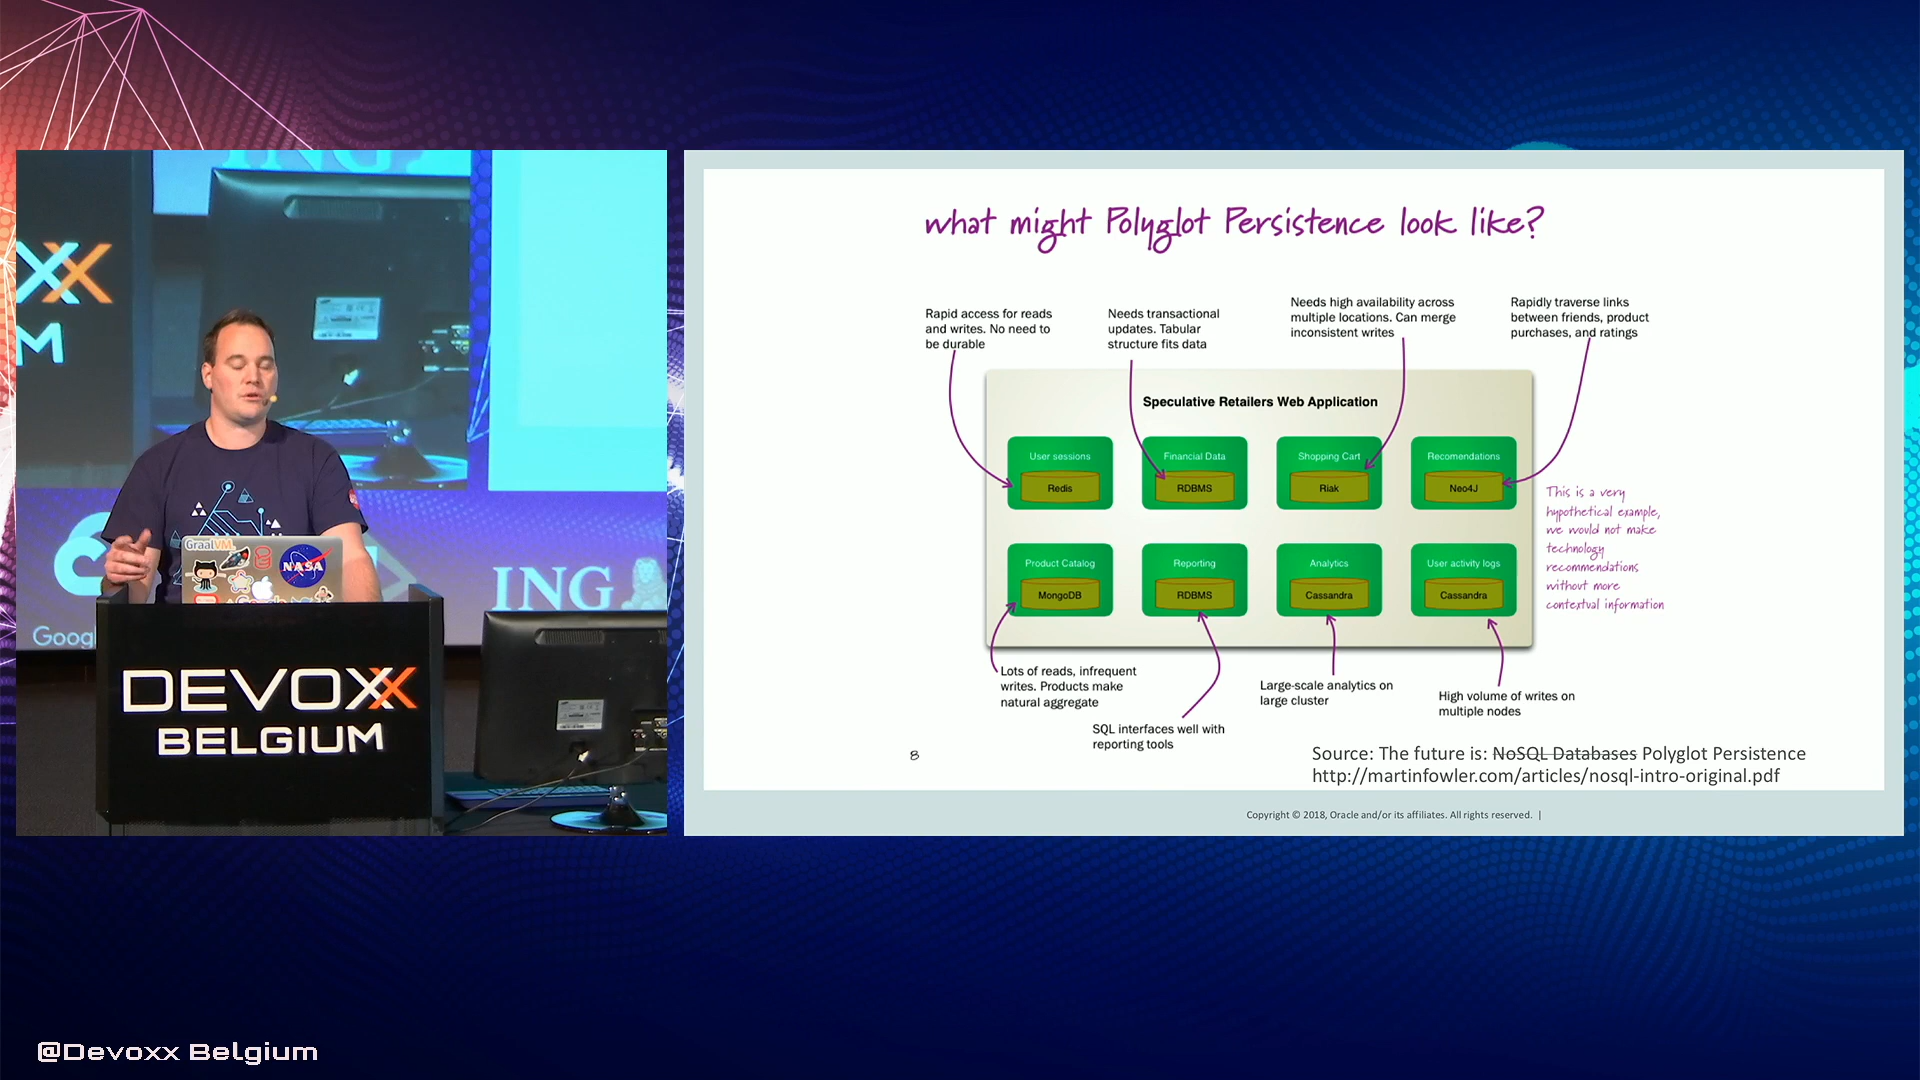 ING
XX
M
GraalVM
NASA
ING
Goog
DEVOXX
BELGIUM
what might Polyglot Persistence look like?
Rapid access for reads
and writes. No need to
be durable
Needs transactional
updates. Tabular
structure fits data
Needs high availability across
multiple locations. Can merge
inconsistent writes
Rapidly traverse links
between friends, product
purchases, and ratings
Speculative Retailers Web Application
User sessions
Redis
Financial Data
RDBMS
Shopping Cart
Riak
Recomendations
Neo4J
Product Catalog
MongoDB
Reporting
RDBMS
Analytics
Cassandra
User activity logs
Cassandra
This is a very
hypothetical example,
we would not make
technology
recommendations
without more
contextual information
Lots of reads, infrequent
writes. Products make
natural aggregate
SQL interfaces well with
reporting tools
Large-scale analytics on
large cluster
High volume of writes on
multiple nodes
8
Source: The future is: NoSQL Databases Polyglot Persistence
http://martinfowler.com/articles/nosql-intro-original.pdf
Copyright © 2018, Oracle and/or its affiliates. All rights reserved. |
@Devoxx Belgium